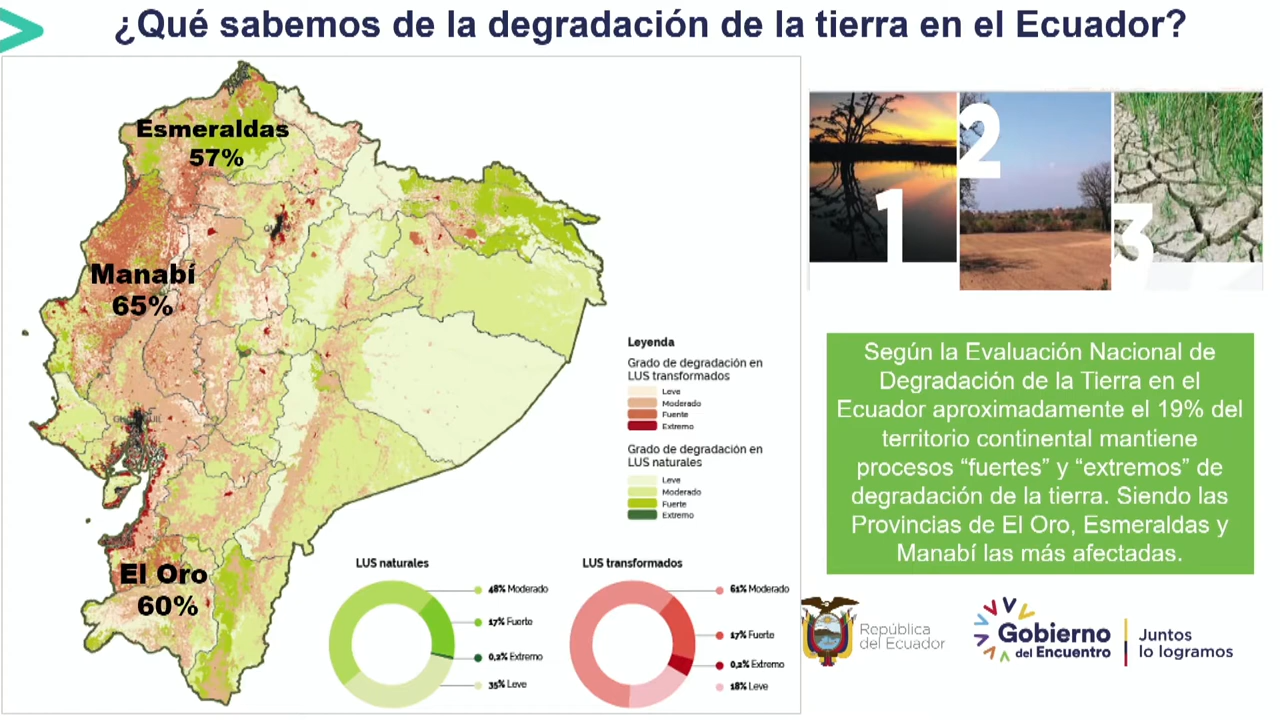 ¿Qué sabemos de la degradación de la tierra en el Ecuador?
Esmeraldas
57%
Manabí
65%
El Oro
60%
Leyenda
Grado de degradación en
LUS transformados
Leve
Moderado
Fuente
Extremo
Grado de degradación en
LUS naturales
Leve
Moderado
Fuerte
Extremo
LUS naturales
48% Moderado
17% Fuerte
0,2% Extremo
35% Leve
LUS transformados
61% Moderado
17% Fuerte
0,2% Extremo
18% Leve
1
2
3
Según la Evaluación Nacional de
Degradación de la Tierra en el
Ecuador aproximadamente el 19% del
territorio continental mantiene
procesos “fuertes” y “extremos” de
degradación de la tierra. Siendo las
Provincias de El Oro, Esmeraldas y
Manabí las más afectadas.
República
del Ecuador
Gobierno
del Encuentro
Juntos
lo logramos